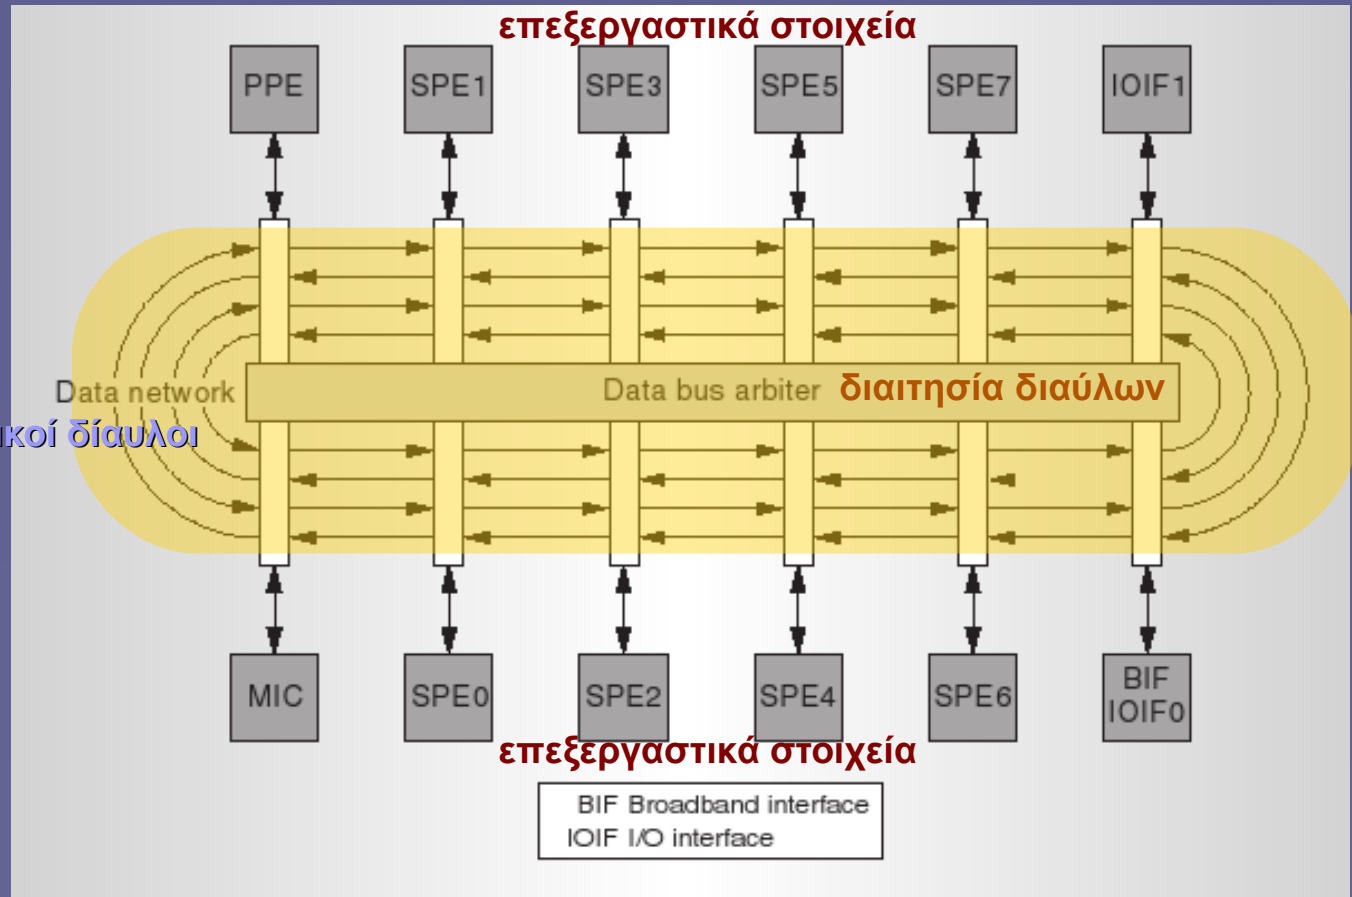 επεξεργαστικά στοιχεία
PPE SPE1 SPE3 SPE5 SPE7 IOIF1
Data network
Data bus arbiter διαιτησία διαύλων
δίαυλοι
MIC SPE0 SPE2 SPE4 SPE6 BIF
IOIF0
επεξεργαστικά στοιχεία
BIF Broadband interface
IOIF I/O interface